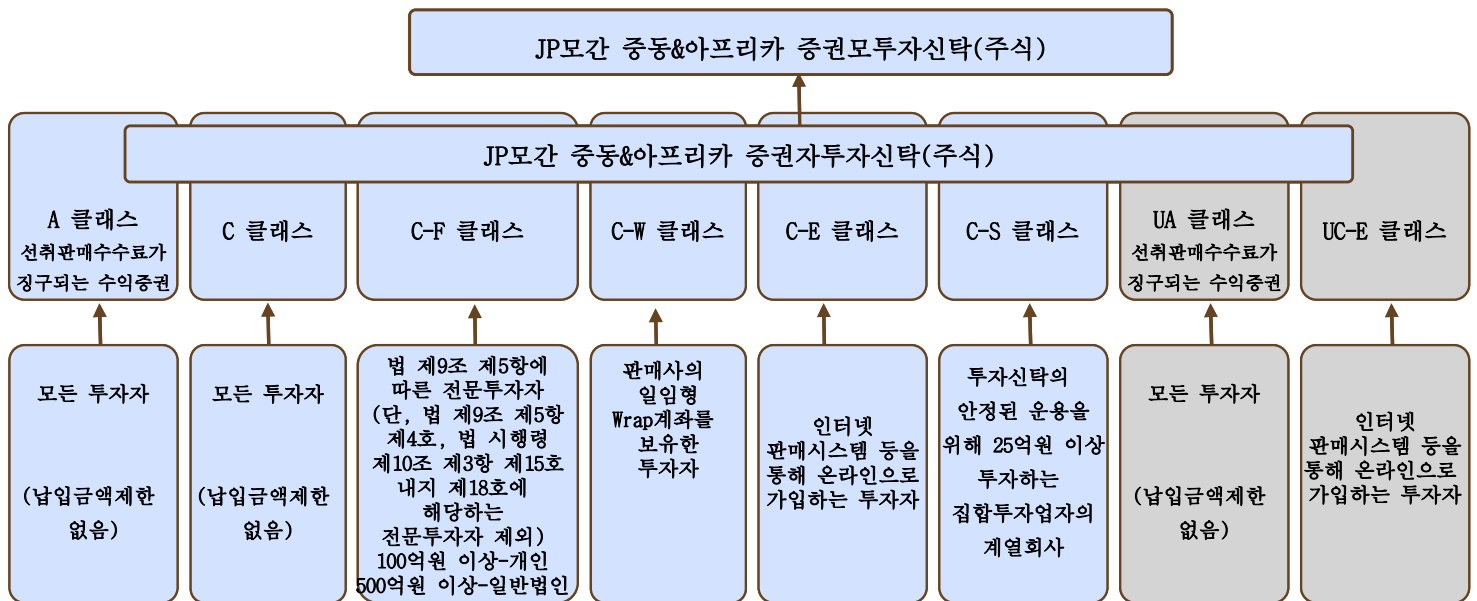 JP모간 중동&아프리카 증권모투자신탁(주식)
JP모간 중동&아프리카 증권자투자신탁(주식)
A 클래스
선취판매수수료가
징구되는 수익증권
C 클래스
C-F 클래스
C-W 클래스
C-E 클래스
C-S 클래스
UA 클래스
선취판매수수료가
징구되는 수익증권
UC-E 클래스
모든 투자자
(납입금액제한
없음)
모든 투자자
(납입금액제한
없음)
법 제9조 제5항에
따른 전문투자자
(단, 법 제9조 제5항
제4호, 법 시행령
제10조 제3항 제15호
내지 제18호에
해당하는
전문투자자 제외)
100억원 이상-개인
500억원 이상-일반법인
판매사의
일임형
Wrap계좌를
보유한
투자자
인터넷
판매시스템 등을
통해 온라인으로
가입하는 투자자
투자신탁의
안정된 운용을
위해 25억원 이상
투자하는
집합투자업자의
계열회사
모든 투자자
(납입금액제한
없음)
인터넷
판매시스템 등을
통해 온라인으로
가입하는 투자자